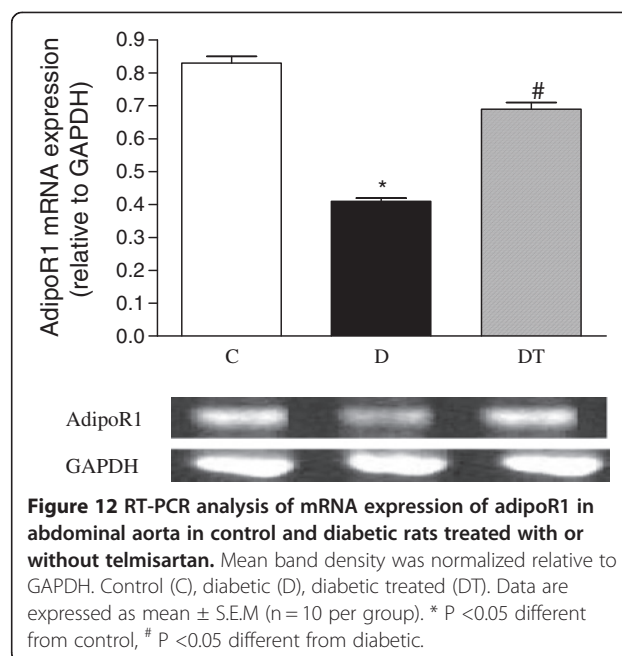 0.9
0.8
0.7
0.6
0.5
0.4
0.3
0.2
0.1
0.0
AdipoR1 mRNA expression
(relative to GAPDH)
*
#
C D DT
AdipoR1
GAPDH
Figure 12 RT-PCR analysis of mRNA expression of adipoR1 in
abdominal aorta in control and diabetic rats treated with or
without telmisartan. Mean band density was normalized relative to
GAPDH. Control (C), diabetic (D), diabetic treated (DT). Data are
expressed as mean ± S.E.M (n = 10 per group). * P <0.05 different
from control, # P <0.05 different from diabetic.